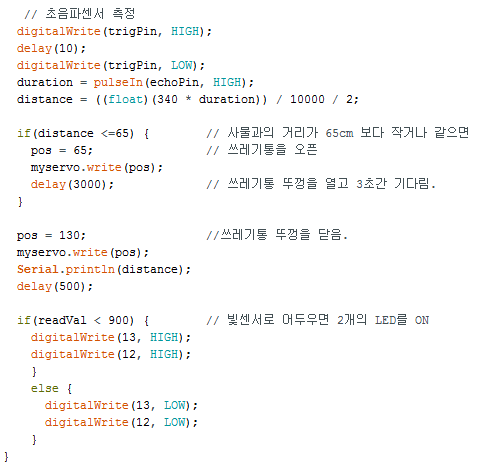 // 초음파센서 측정
digitalWrite(trigPin, HIGH);
delay(10);
digitalWrite(trigPin, LOW);
duration = pulseIn(echoPin, HIGH);
distance = ((float)(340 * duration)) / 10000 / 2;
if(distance <=65) { // 사물과의 거리가 65cm 보다 작거나 같으면
pos = 65; // 쓰레기통을 오픈
myservo.write(pos);
delay(3000); // 쓰레기통 뚜껑을 열고 3초간 기다림.
}
pos = 130; //쓰레기통 뚜껑을 닫음.
myservo.write(pos);
Serial.println(distance);
delay(500);
if(readVal < 900) { // 빛센서로 어두우면 2개의 LED를 ON
digitalWrite(13, HIGH);
digitalWrite(12, HIGH);
}
else {
digitalWrite(13, LOW);
digitalWrite(12, LOW);
}
}